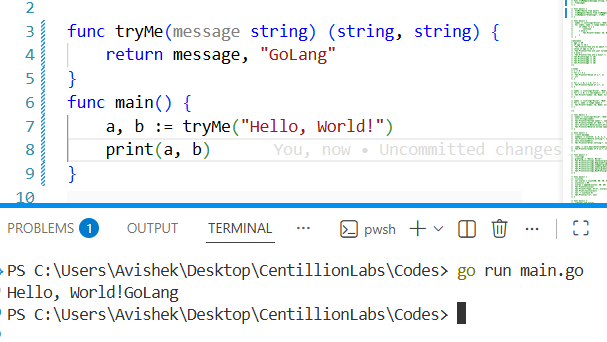 2
3 func tryMe(message string) (string, string) {
4 return message, "GoLang"
5 }
6 func main() {
7 a, b := tryMe("Hello, World!")
8 print(a, b) You, now • Uncommitted changes
9 }
10
PROBLEMS 1 OUTPUT TERMINAL ... pwsh
PS C:\Users\Avishek\Desktop\CentillionLabs\Codes> go run main.go
Hello, World!GoLang
PS C:\Users\Avishek\Desktop\CentillionLabs\Codes>